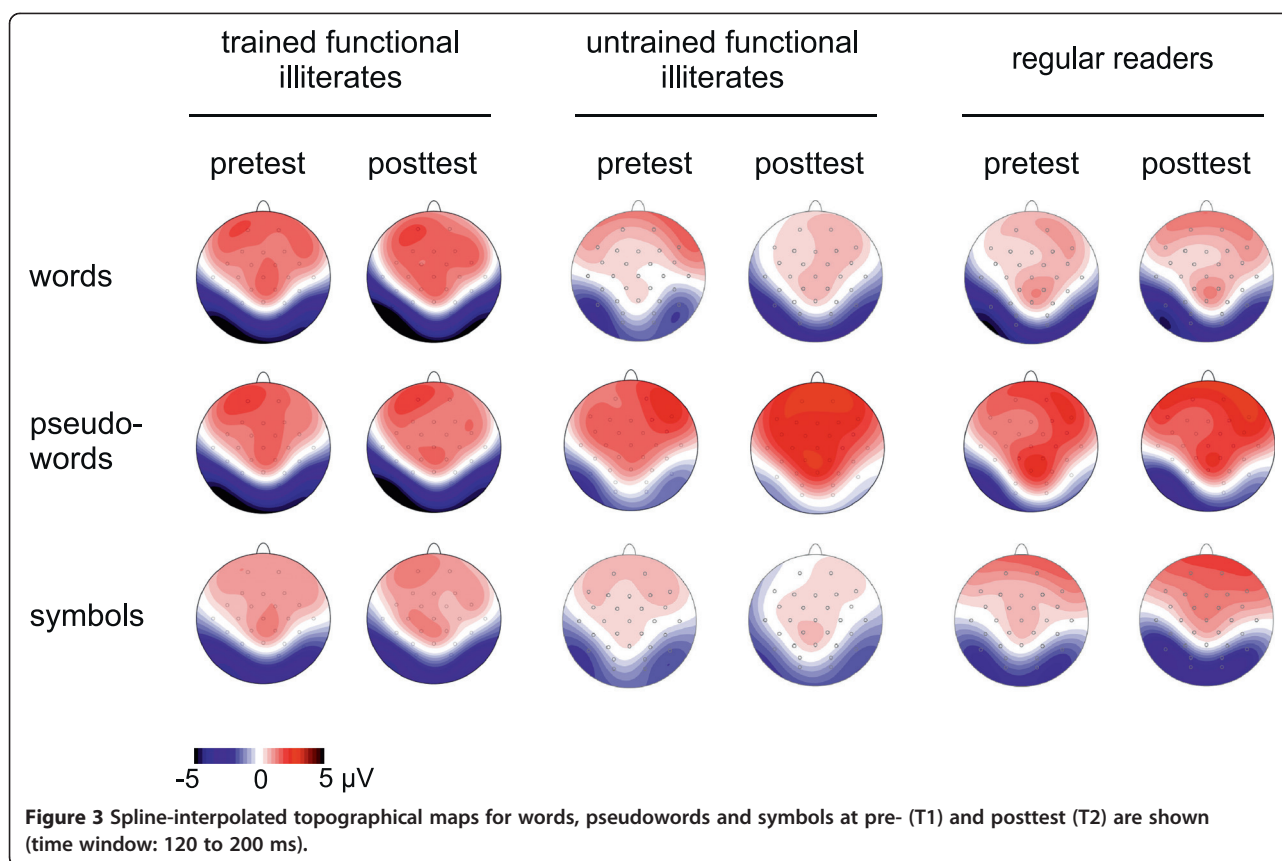 trained functional
illiterates
untrained functional
illiterates
regular readers
pretest
posttest
pretest
posttest
pretest
posttest
words
pseudo-
words
symbols
-5 0 5 µV
Figure 3 Spline-interpolated topographical maps for words, pseudowords and symbols at pre- (T1) and posttest (T2) are shown
(time window: 120 to 200 ms).